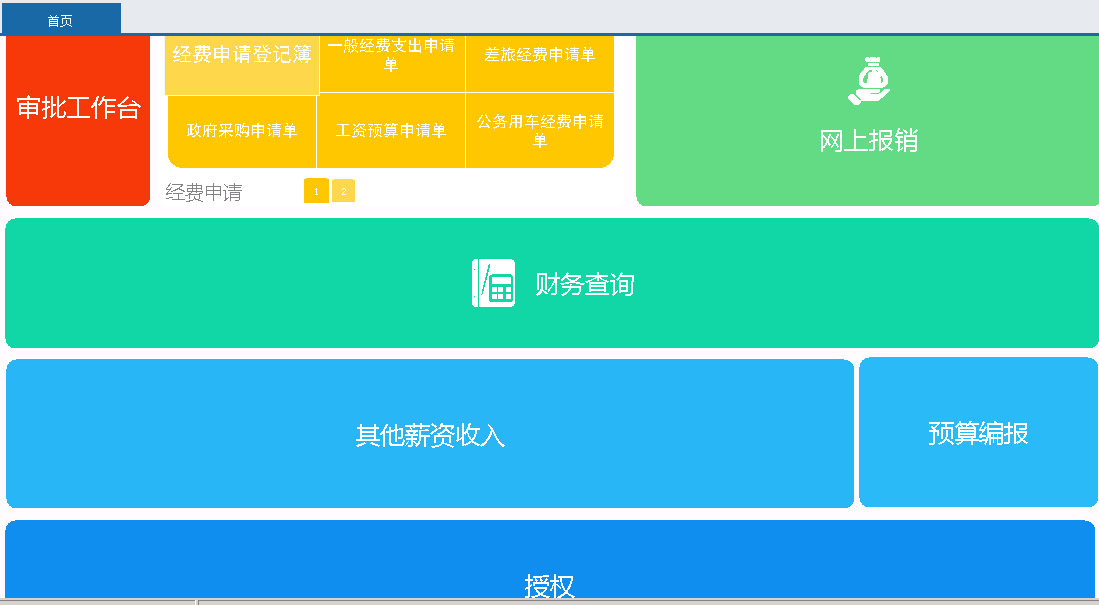 首页
审批工作台
经费申请登记簿
一般经费支出申请
单
差旅经费申请单
政府采购申请单
工资预算申请单
公务用车经费申请
单
经费申请
1
2
网上报销
财务查询
其他薪资收入
预算编报
授权